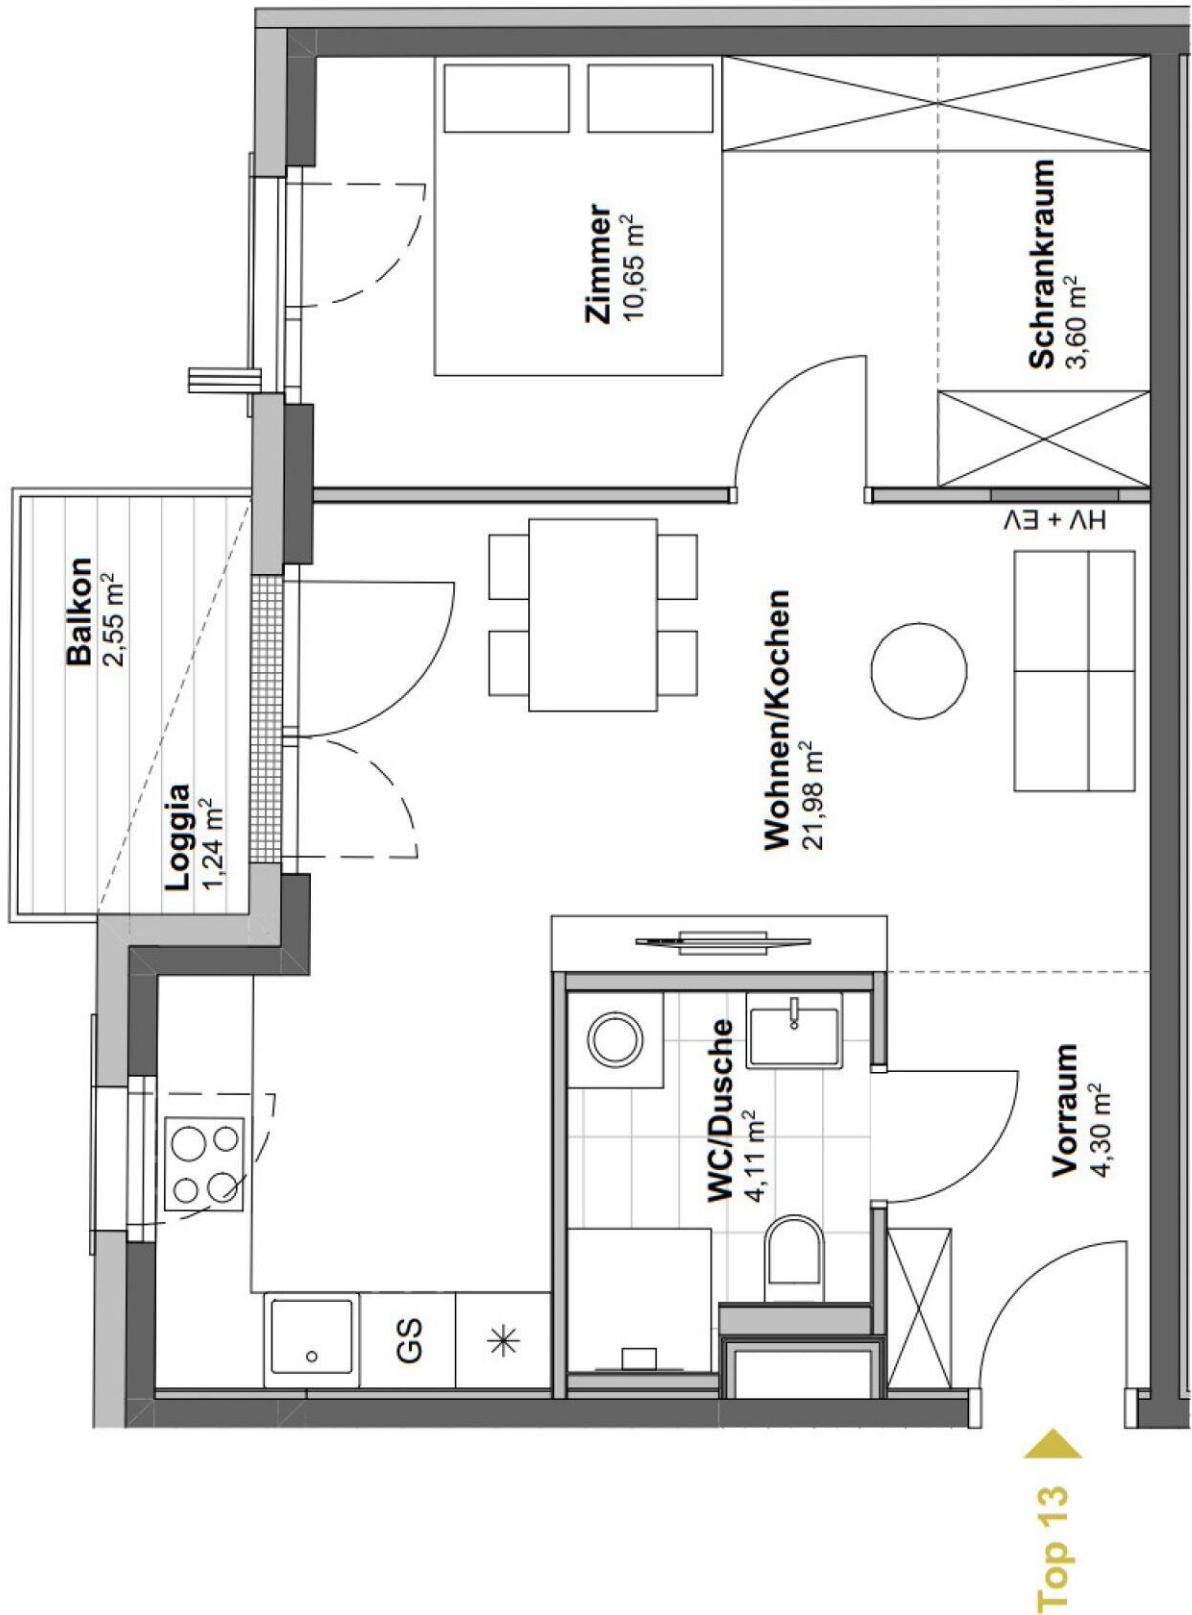 Zimmer
10,65 m²
Schrankraum
3,60 m²
HV + EV
Balkon
2,55 m²
Loggia
1,24 m²
Wohnen/Kochen
21,98 m²
WC/Dusche
4,11 m²
Vorraum
4,30 m²
GS
Top 13